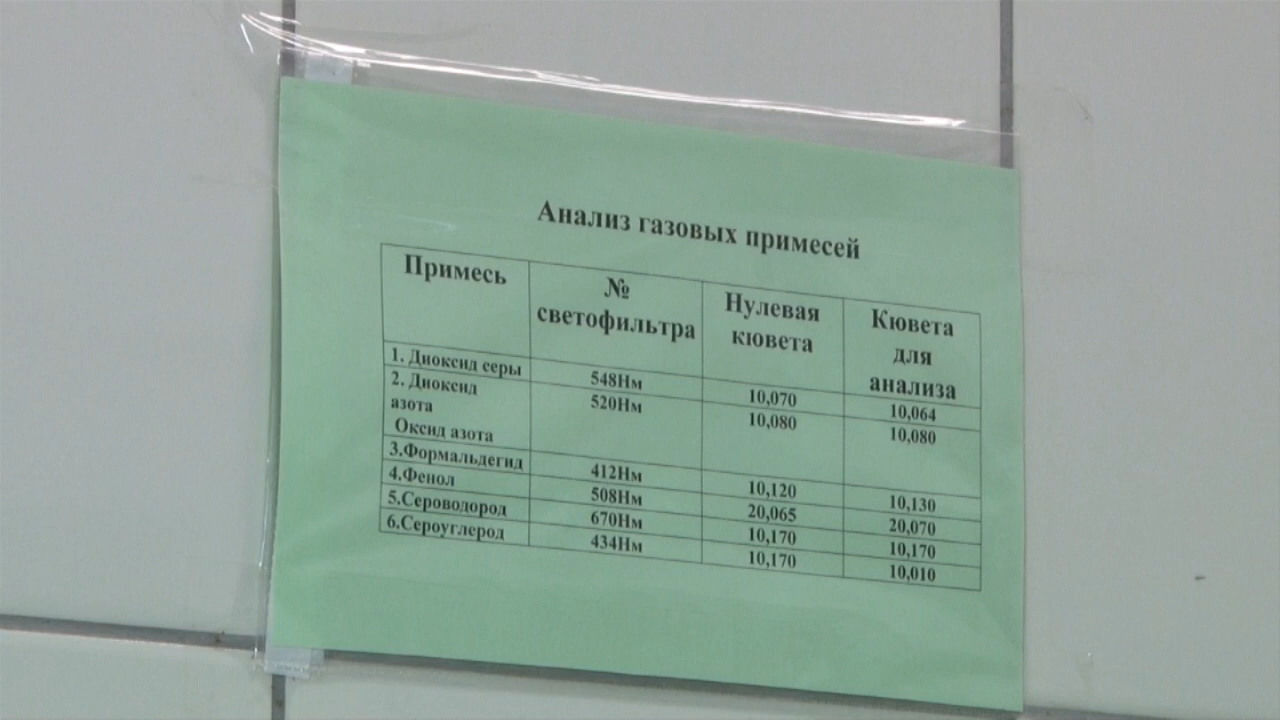 Анализ газовых примесей
Примесь № светофильтра Нулевая кювета Кювета для анализа
1. Диоксид серы 548Нм 10,070 10,064
2. Диоксид азота Оксид азота 520Нм 10,080 10,080
3.Формальдегид 412Нм 10,120 10,130
4.Фенол 508Нм 20,065 20,070
5.Сероводород 670Нм 10,170 10,170
6.Сероуглерод 434Нм 10,170 10,010